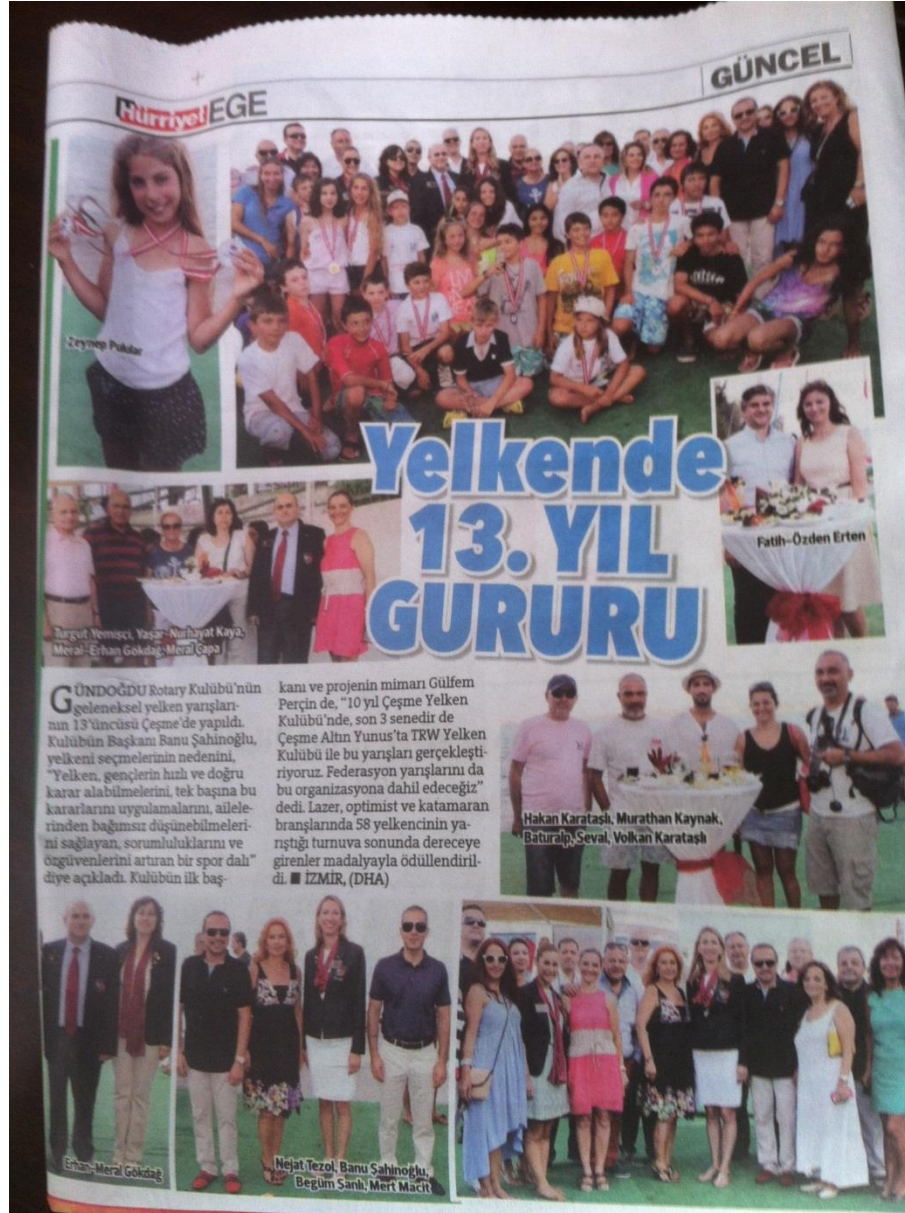 Hürriyet EGE
GÜNCEL
Zeynep Pulular
Yelkende
13. YIL
GURURU
Fatih-Özden Erten
Turgut Yemişci, Yaşar-Nurhayat Kaya,
Meral-Erhan Gökdağ, Meral Çapa
GÜNDOĞDU Rotary Kulübü'nün
geleneksel yelken yarışları-
nın 13'üncüsü Çeşme'de yapıldı.
Kulübün Başkanı Banu Şahinoğlu,
yelkeni seçmelerinin nedenini,
"Yelken, gençlerin hızlı ve doğru
karar alabilmelerini, tek başına bu
kararlarını uygulamalarını, ailele-
rinden bağımsız düşünebilmeleri-
ni sağlayan, sorumluluklarını ve
özgüvenlerini artıran bir spor dalı"
diye açıkladı. Kulübün ilk baş-
kanı ve projenin mimarı Gülfem
Perçin de, "10 yıl Çeşme Yelken
Kulübü'nde, son 3 senedir de
Çeşme Altın Yunus'ta TRW Yelken
Kulübü ile bu yarışları gerçekleşti-
riyoruz. Federasyon yarışlarını da
bu organizasyona dahil edeceğiz"
dedi. Lazer, optimist ve katamaran
branşlarında 58 yelkencinin ya-
rıştığı turnuva sonunda dereceye
girenler madalyayla ödüllendiril-
di. ■ İZMİR, (DHA)
Hakan Karataşlı, Murathan Kaynak,
Baturalp, Seval, Volkan Karataşlı
Erhan-Meral Gökdağ
Nejat Tezol, Banu Şahinoğlu,
Begüm Şanlı, Mert Macit